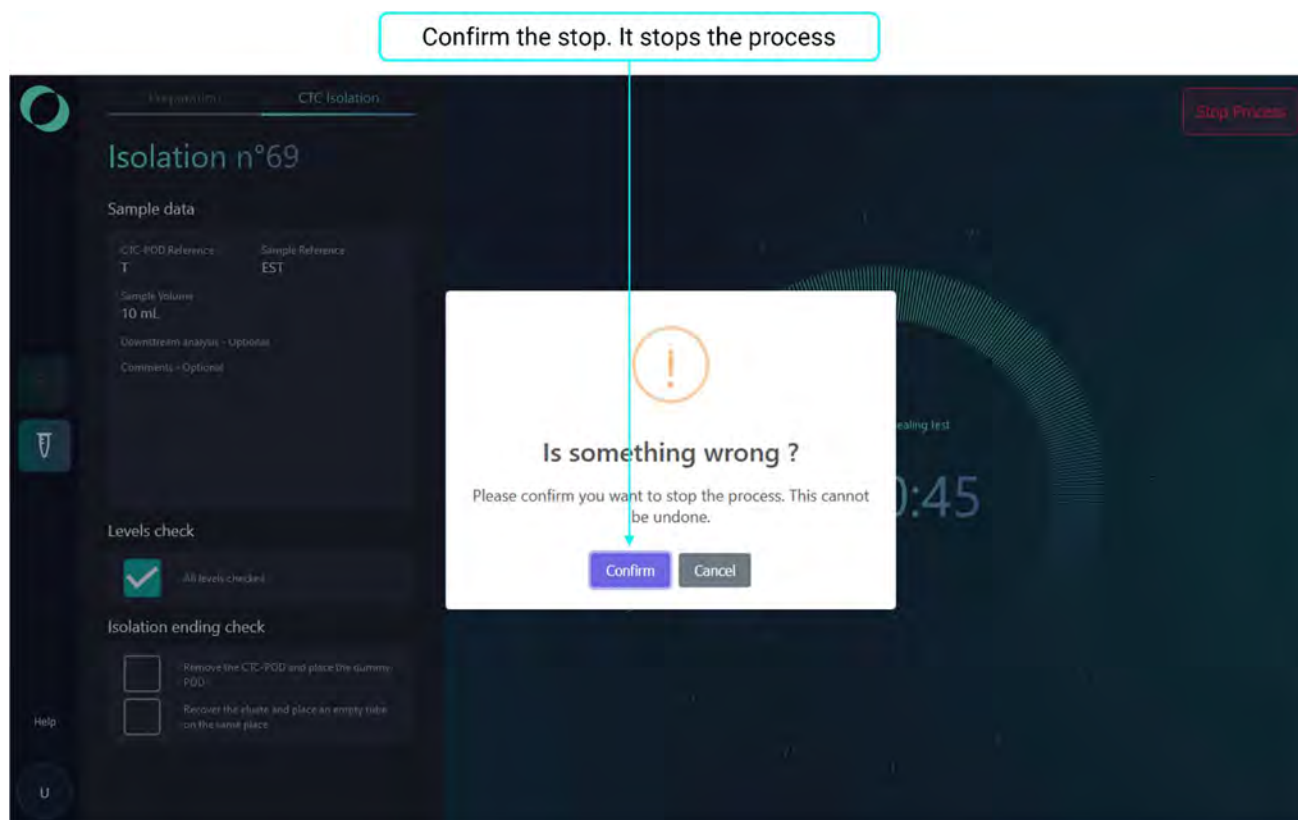 Confirm the stop. It stops the process
Preparation
CTC Isolation
Stop Process
Isolation n°69
Sample data
CTC-POD Reference
Sample Reference
T
EST
Sample Volume
10 mL
Downstream analysis - Optional
Comments - Optional
ealing test
0:45
!
Is something wrong ?
Please confirm you want to stop the process. This cannot
be undone.
Confirm
Cancel
Levels check
All levels checked
Isolation ending check
Remove the CTC-POD and place the dummy-
POD
Recover the eluate and place an empty tube
on the same place
Help
U